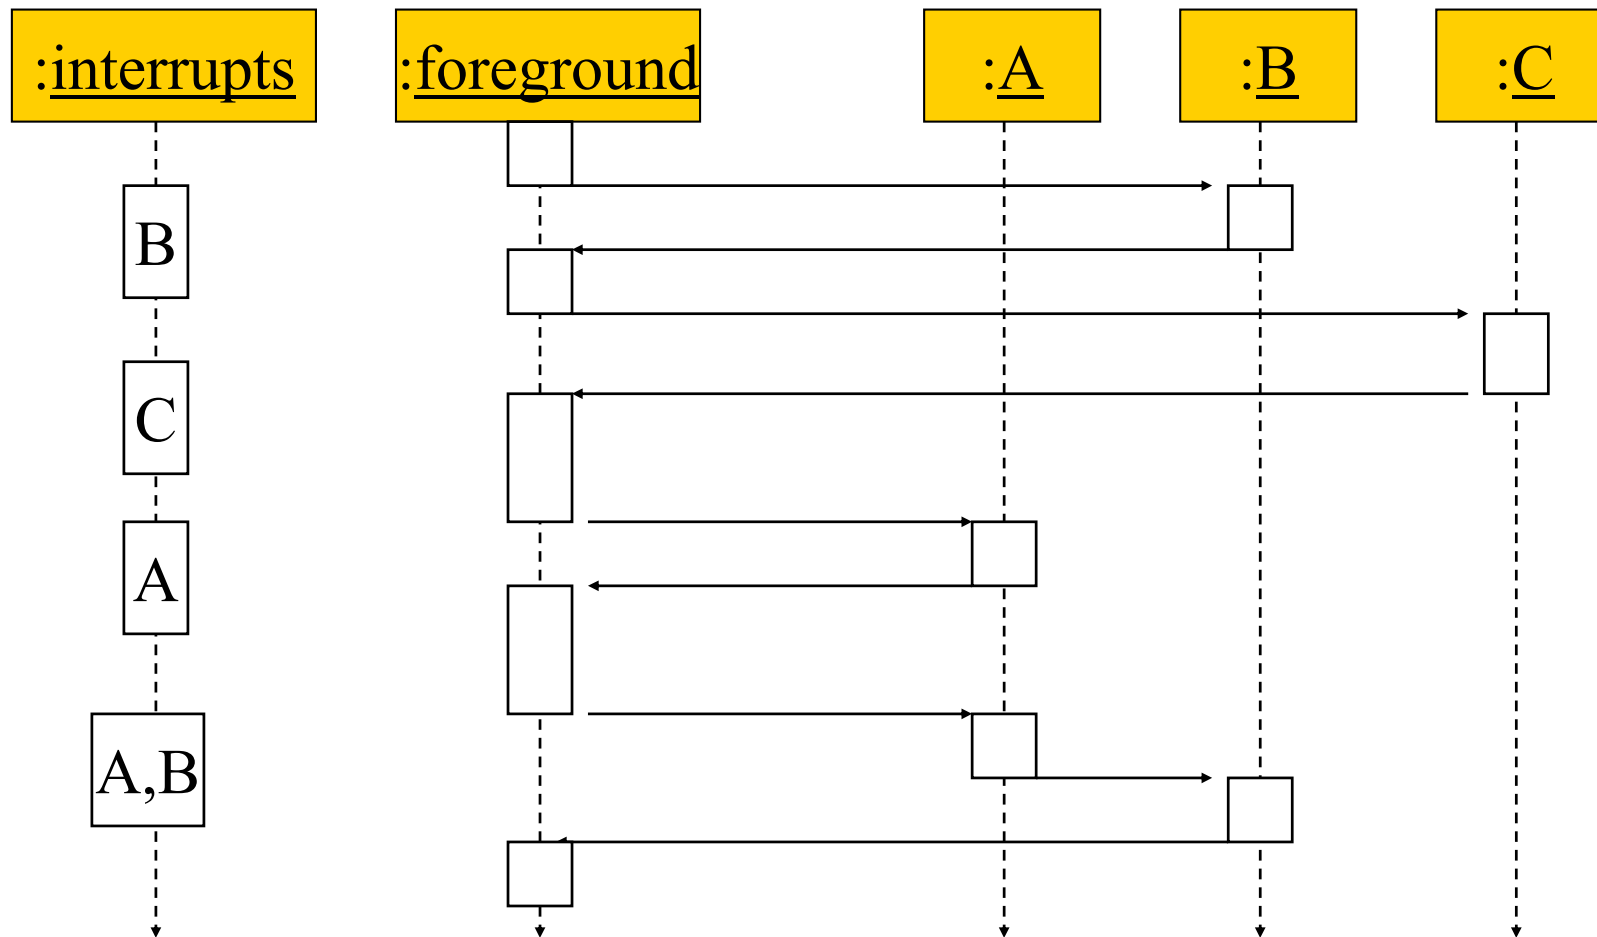 :interrupts
:foreground
:A
:B
:C
B
C
A
A,B